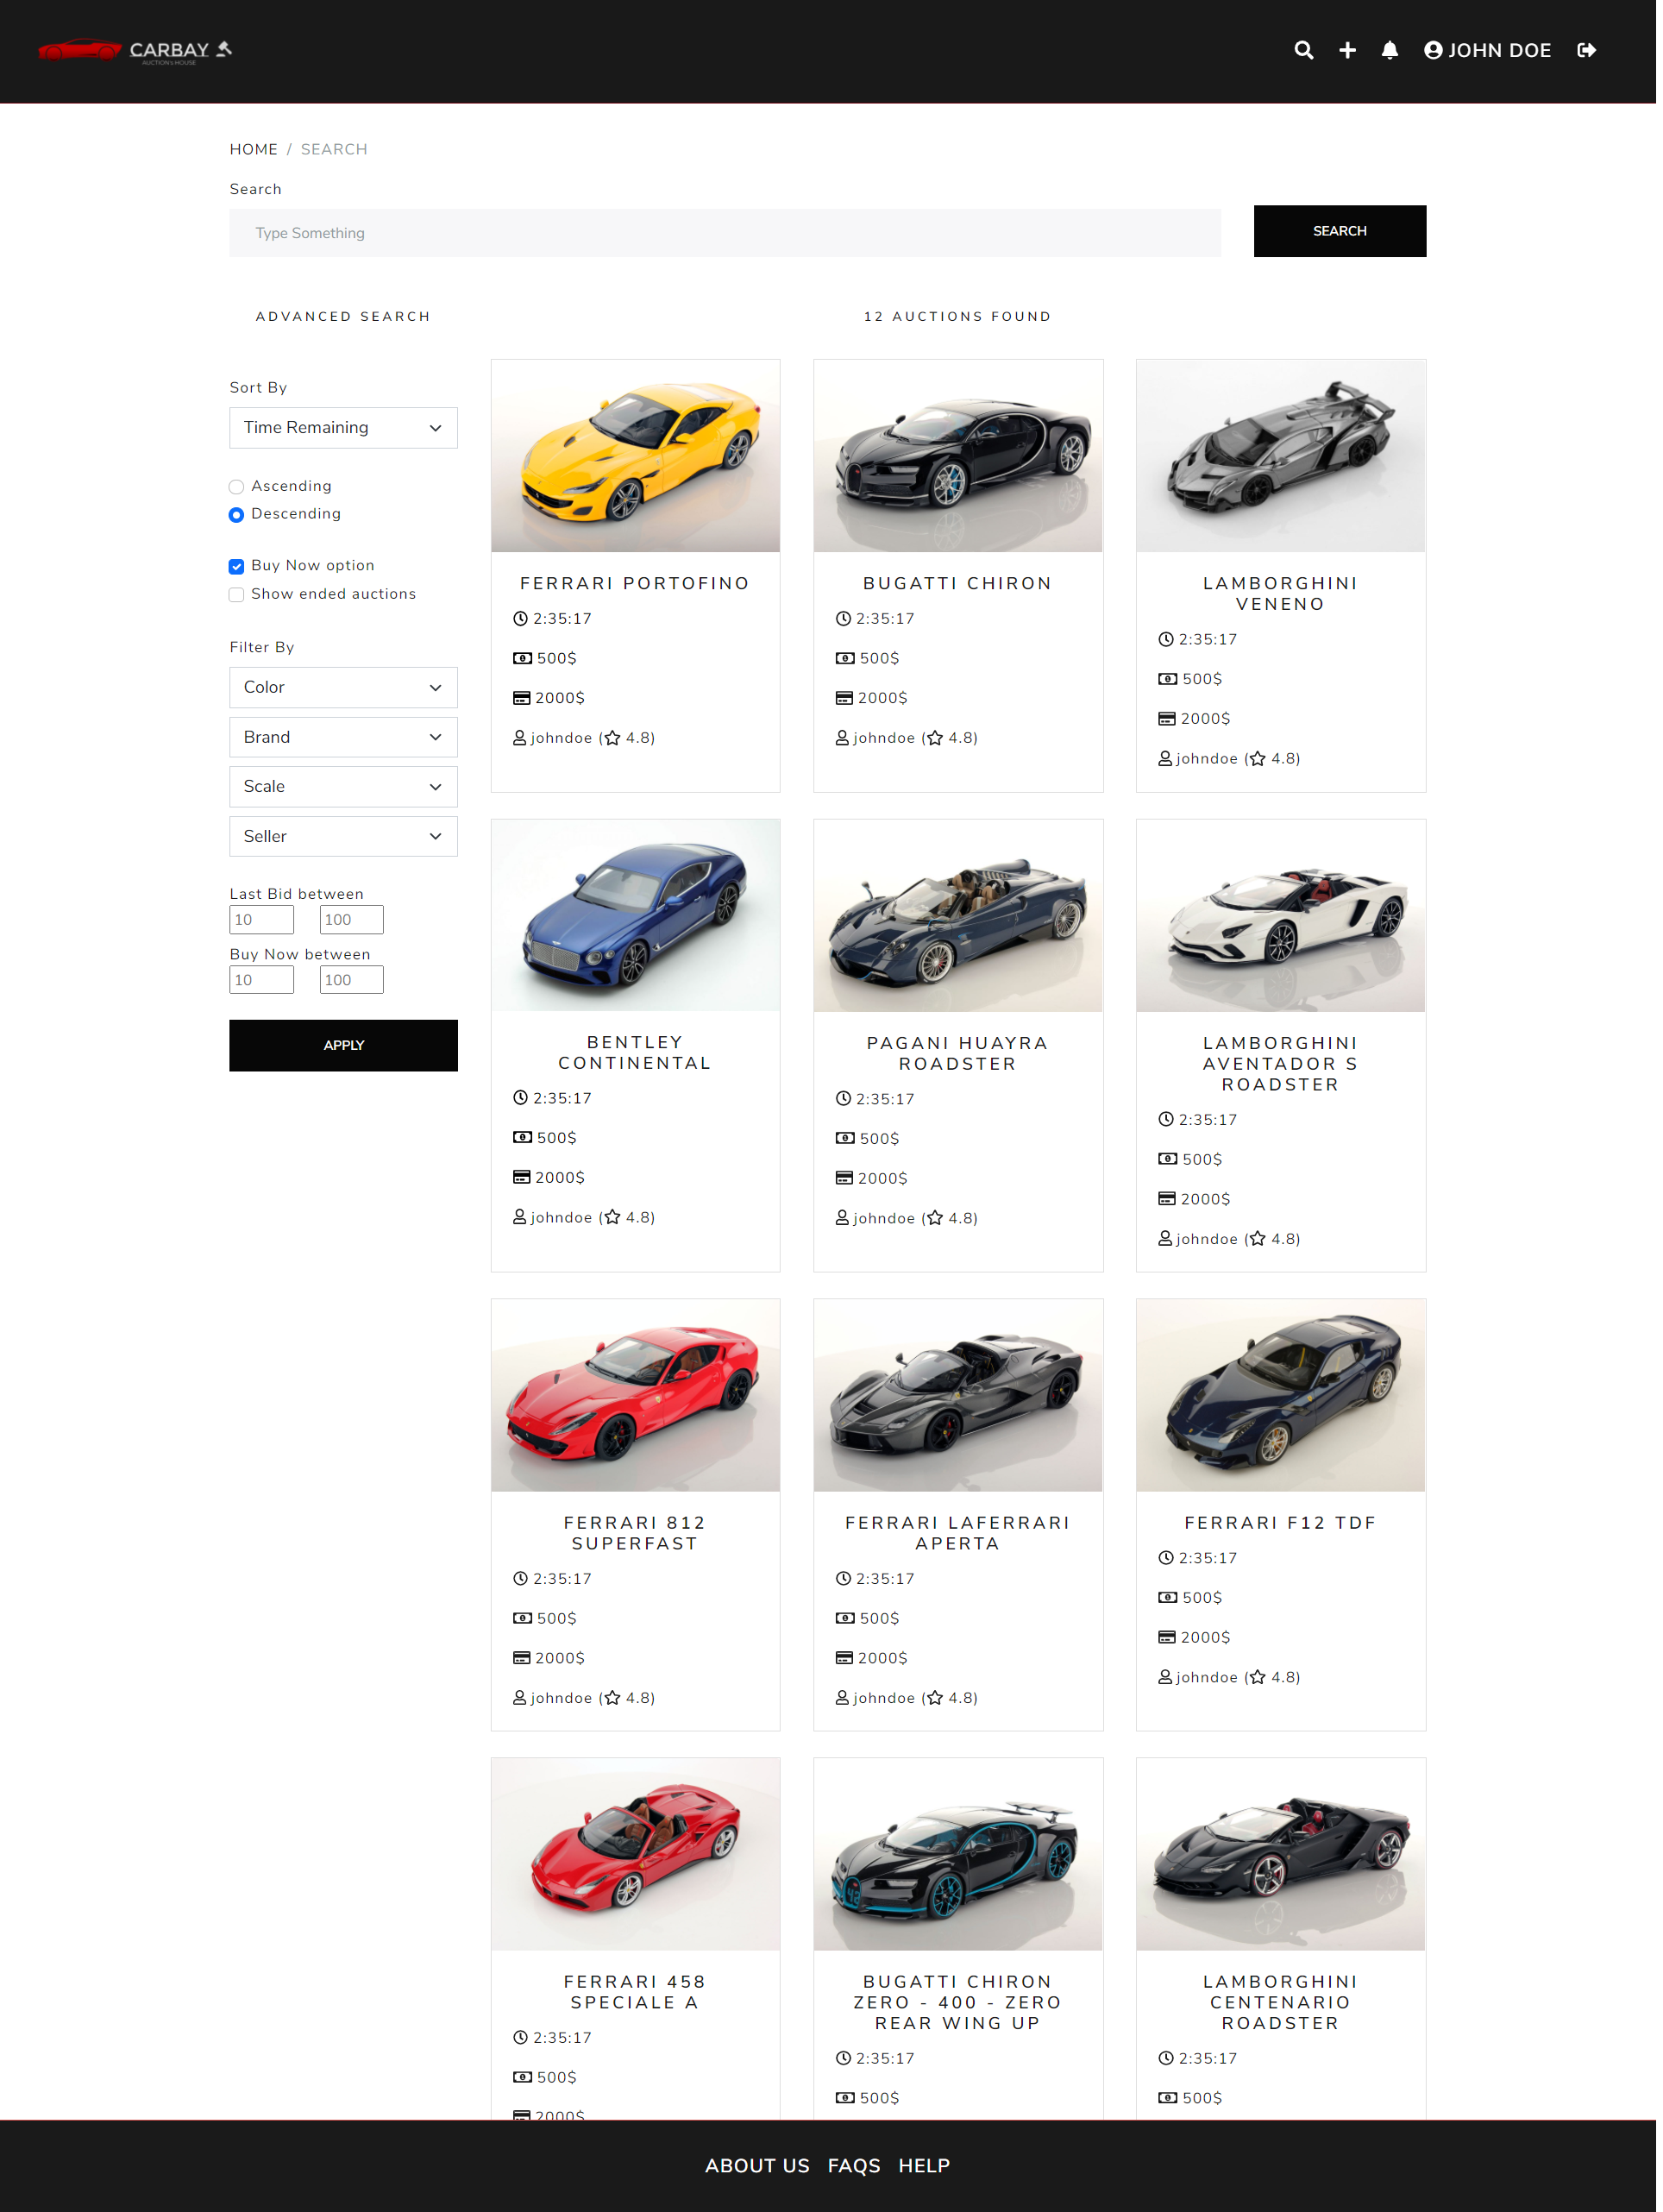 CARBAY
AUCTION's HOUSE
JOHN DOE
HOME / SEARCH
Search
Type Something
SEARCH
ADVANCED SEARCH
12 AUCTIONS FOUND
Sort By
Time Remaining
Ascending
Descending
Buy Now option
Show ended auctions
Filter By
Color
Brand
Scale
Seller
Last Bid between
10 100
Buy Now between
10 100
APPLY
FERRARI PORTOFINO
2:35:17
500$
2000$
johndoe (4.8)
BUGATTI CHIRON
2:35:17
500$
2000$
johndoe (4.8)
LAMBORGHINI
VENENO
2:35:17
500$
2000$
johndoe (4.8)
BENTLEY
CONTINENTAL
2:35:17
500$
2000$
johndoe (4.8)
PAGANI HUAYRA
ROADSTER
2:35:17
500$
2000$
johndoe (4.8)
LAMBORGHINI
AVENTADOR S
ROADSTER
2:35:17
500$
2000$
johndoe (4.8)
FERRARI 812
SUPERFAST
2:35:17
500$
2000$
johndoe (4.8)
FERRARI LAFERRARI
APERTA
2:35:17
500$
2000$
johndoe (4.8)
FERRARI F12 TDF
2:35:17
500$
2000$
johndoe (4.8)
FERRARI 458
SPECIALE A
2:35:17
500$
2000$
42
BUGATTI CHIRON
ZERO - 400 - ZERO
REAR WING UP
2:35:17
500$
LAMBORGHINI
CENTENARIO
ROADSTER
2:35:17
500$
ABOUT US FAQS HELP